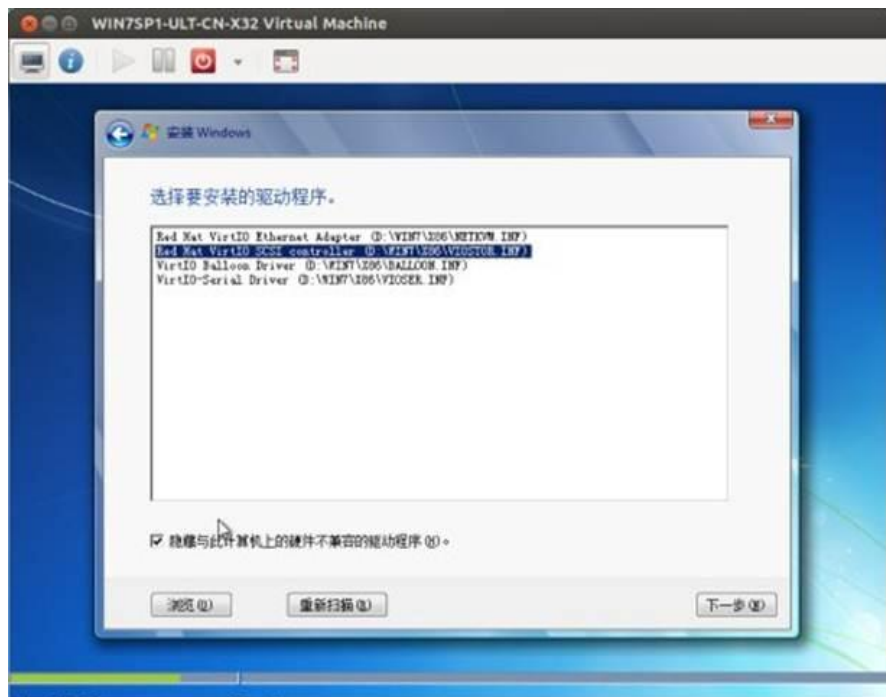 WIN7SP1-ULT-CN-X32 Virtual Machine
安装 Windows
选择要安装的驱动程序。
Red Hat VirtIO Ethernet Adapter (D:\WIN7\X86\NETKVM.INF)
Red Hat VirtIO SCSI controller (D:\WIN7\X86\VIOSTOR.INF)
VirtIO Balloon Driver (D:\WIN7\X86\BALLOON.INF)
VirtIO-Serial Driver (D:\WIN7\X86\VIOSER.INF)
隐藏与此计算机上的硬件不兼容的驱动程序(H)。
浏览(R)
重新扫描(R)
下一步(N)